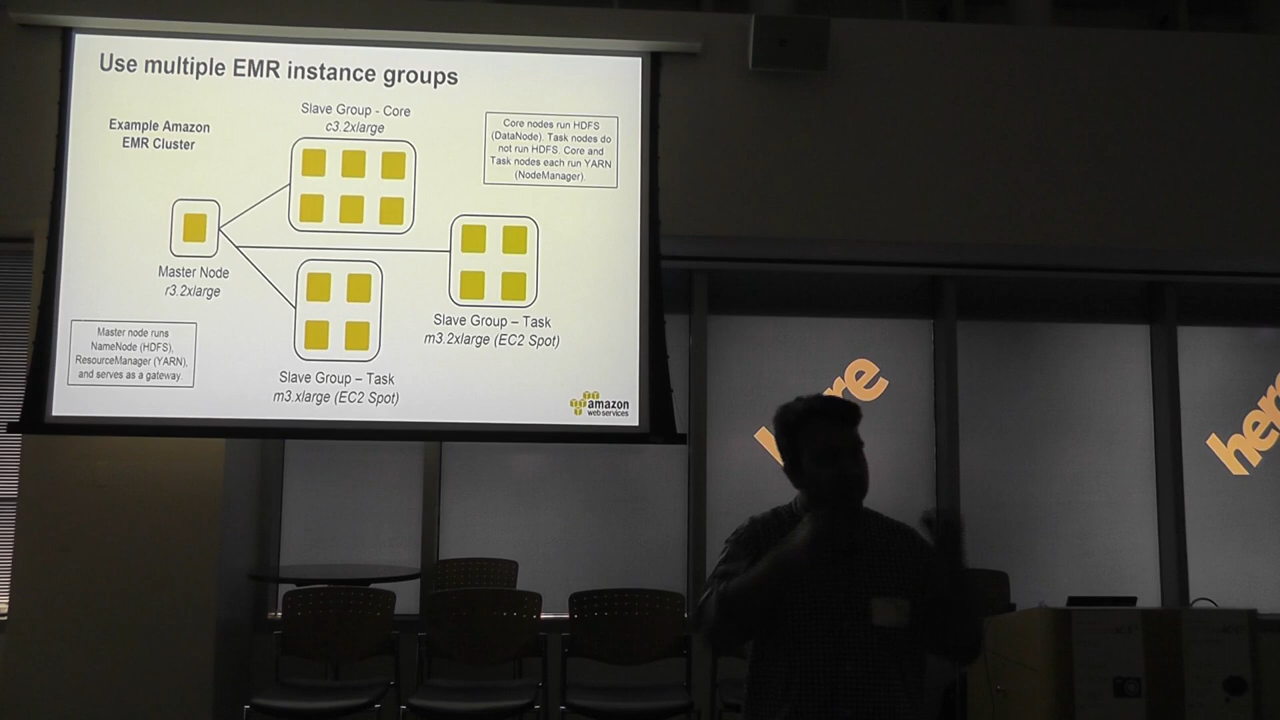 Use multiple EMR instance groups
Example Amazon
EMR Cluster
Slave Group - Core
c3.2xlarge
Core nodes run HDFS
(DataNode). Task nodes do
not run HDFS. Core and
Task nodes each run YARN
(NodeManager).
Master Node
r3.2xlarge
Master node runs
NameNode (HDFS),
ResourceManager (YARN),
and serves as a gateway.
Slave Group – Task
m3.2xlarge (EC2 Spot)
Slave Group – Task
m3.xlarge (EC2 Spot)
amazon
web services